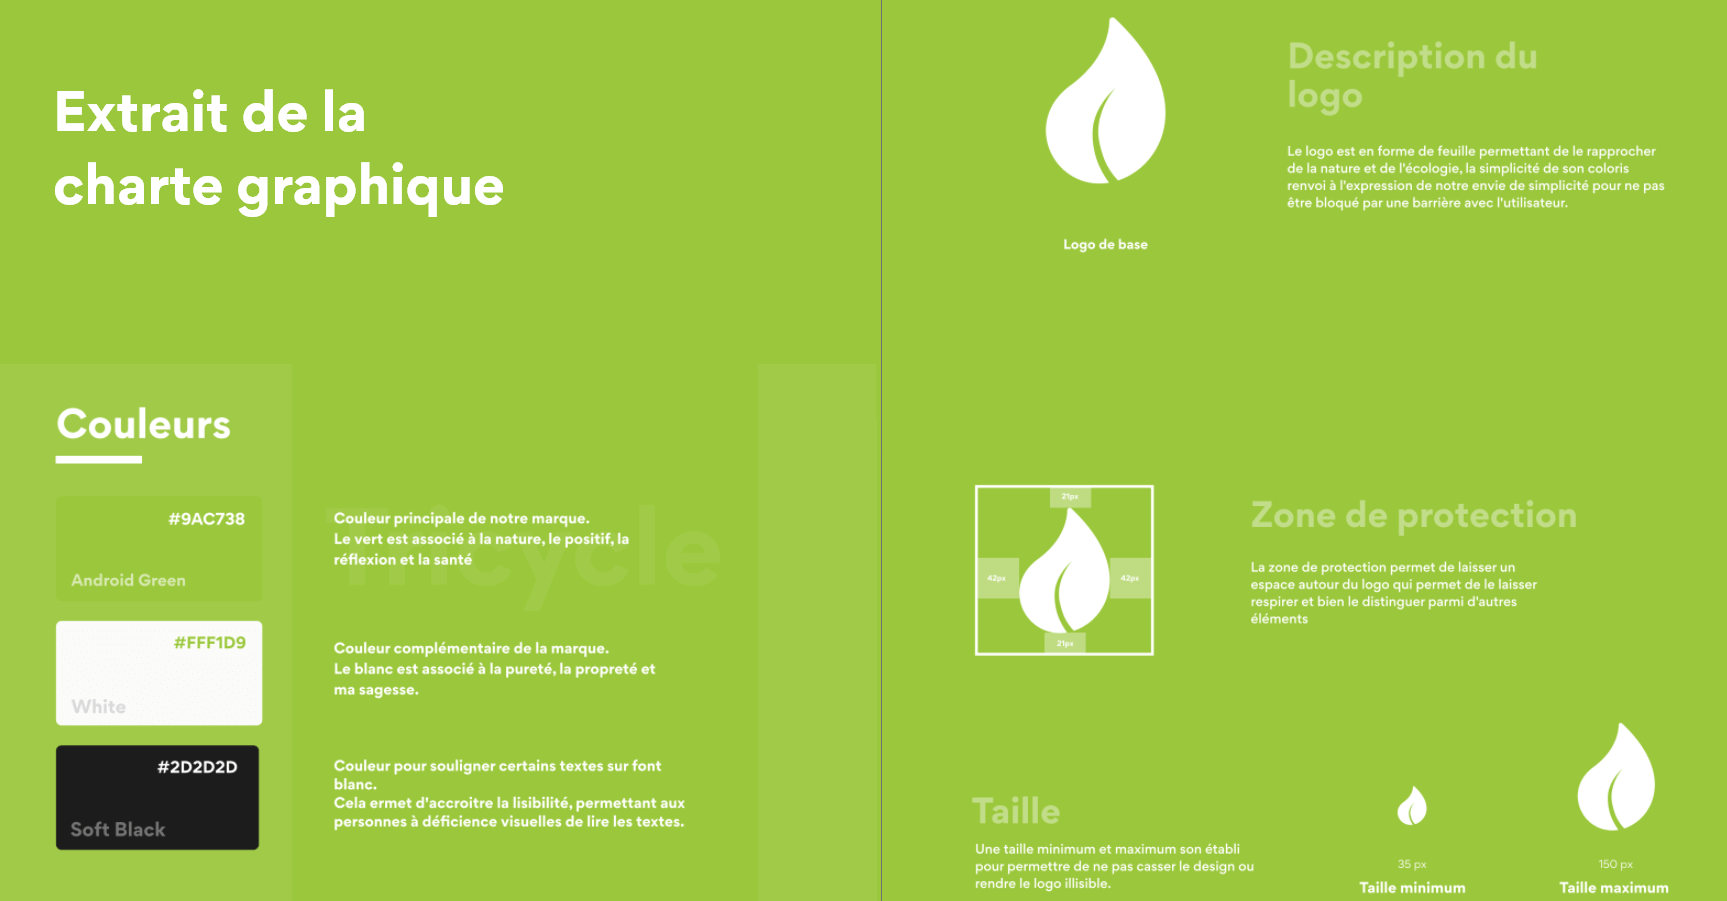 Extrait de la
charte graphique
Couleurs
#9AC738
Android Green
Tricycle
Couleur principale de notre marque.
Le vert est associé à la nature, le positif, la
réflexion et la santé
#FFF1D9
White
Couleur complémentaire de la marque.
Le blanc est associé à la pureté, la propreté et
ma sagesse.
#2D2D2D
Soft Black
Couleur pour souligner certains textes sur font
blanc.
Cela ermet d'accroitre la lisibilité, permettant aux
personnes à déficience visuelles de lire les textes.
Logo de base
Description du
logo
Le logo est en forme de feuille permettant de le rapprocher
de la nature et de l'écologie, la simplicité de son coloris
renvoi à l'expression de notre envie de simplicité pour ne pas
être bloqué par une barrière avec l'utilisateur.
21px
42px
42px
21px
Zone de protection
La zone de protection permet de laisser un
espace autour du logo qui permet de le laisser
respirer et bien le distinguer parmi d'autres
éléments
Taille
Une taille minimum et maximum son établi
pour permettre de ne pas casser le design ou
rendre le logo illisible.
35 px
Taille minimum
150 px
Taille maximum